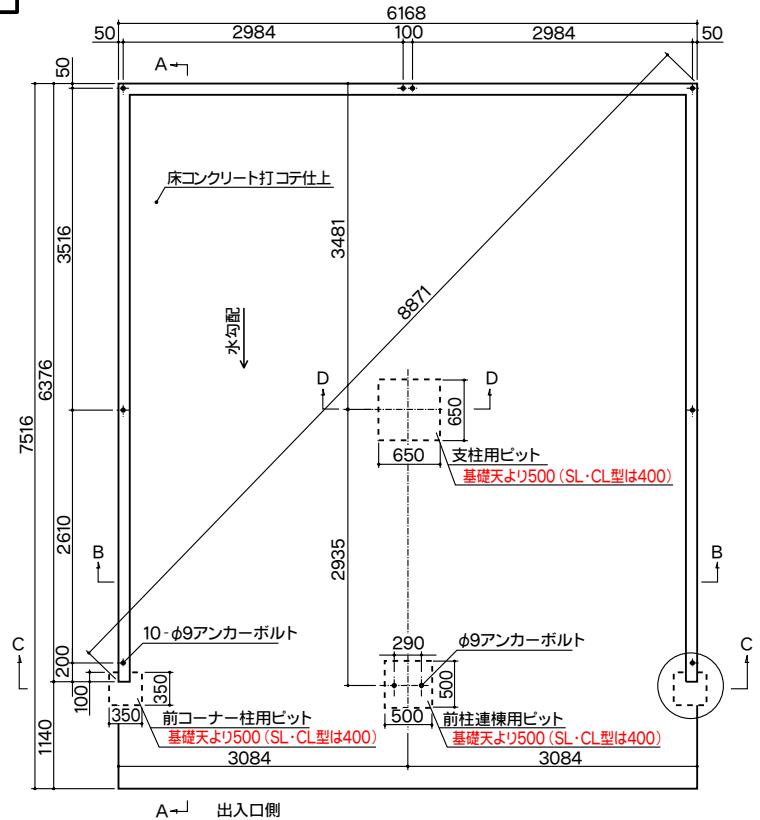 6168
50 2984 100 2984 50
50
A
床コンクリート打コテ仕上
3516
3481
8871
水勾配
6376
7516
D D
650
650
支柱用ピット
基礎天より500（SL・CL型は400）
2610
2935
B B
10-φ9アンカーボルト
290
φ9アンカーボルト
C C
200
100
350
350
500
500
前コーナー柱用ピット
基礎天より500（SL・CL型は400）
前柱連棟用ピット
基礎天より500（SL・CL型は400）
1140
3084 3084
A 出入口側